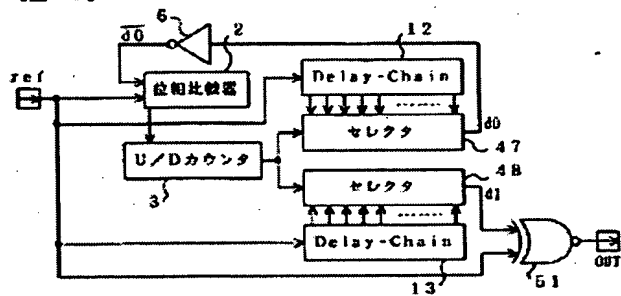 6
2
12
d0
ref
位相比較器
Delay-Chain
........
セレクタ
d0
47
U/Dカウンタ
3
48
セレクタ
d1
........
Delay-Chain
13
51
OUT